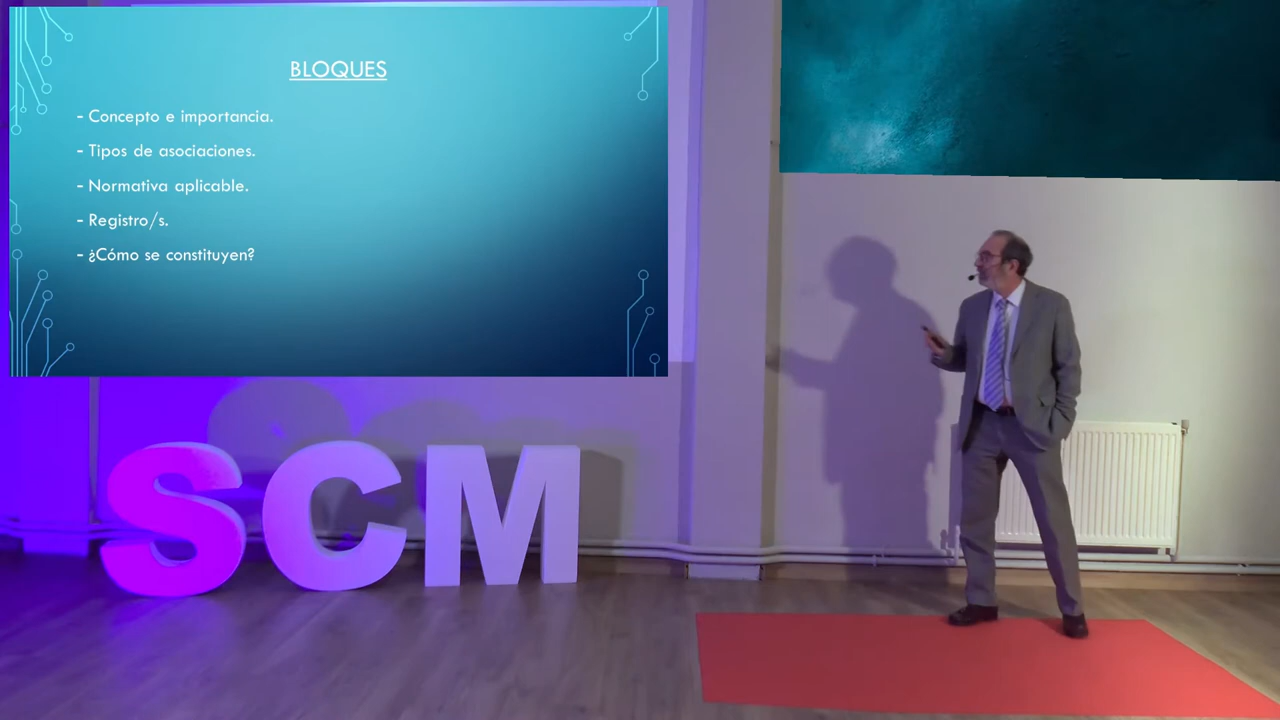 BLOQUES
- Concepto e importancia.
- Tipos de asociaciones.
- Normativa aplicable.
- Registro/s.
- ¿Cómo se constituyen?
SCM